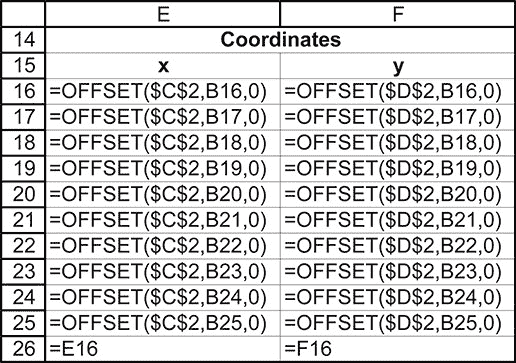 E F
14 Coordinates
15 x y
16 =OFFSET($C$2,B16,0) =OFFSET($D$2,B16,0)
17 =OFFSET($C$2,B17,0) =OFFSET($D$2,B17,0)
18 =OFFSET($C$2,B18,0) =OFFSET($D$2,B18,0)
19 =OFFSET($C$2,B19,0) =OFFSET($D$2,B19,0)
20 =OFFSET($C$2,B20,0) =OFFSET($D$2,B20,0)
21 =OFFSET($C$2,B21,0) =OFFSET($D$2,B21,0)
22 =OFFSET($C$2,B22,0) =OFFSET($D$2,B22,0)
23 =OFFSET($C$2,B23,0) =OFFSET($D$2,B23,0)
24 =OFFSET($C$2,B24,0) =OFFSET($D$2,B24,0)
25 =OFFSET($C$2,B25,0) =OFFSET($D$2,B25,0)
26 =E16 =F16